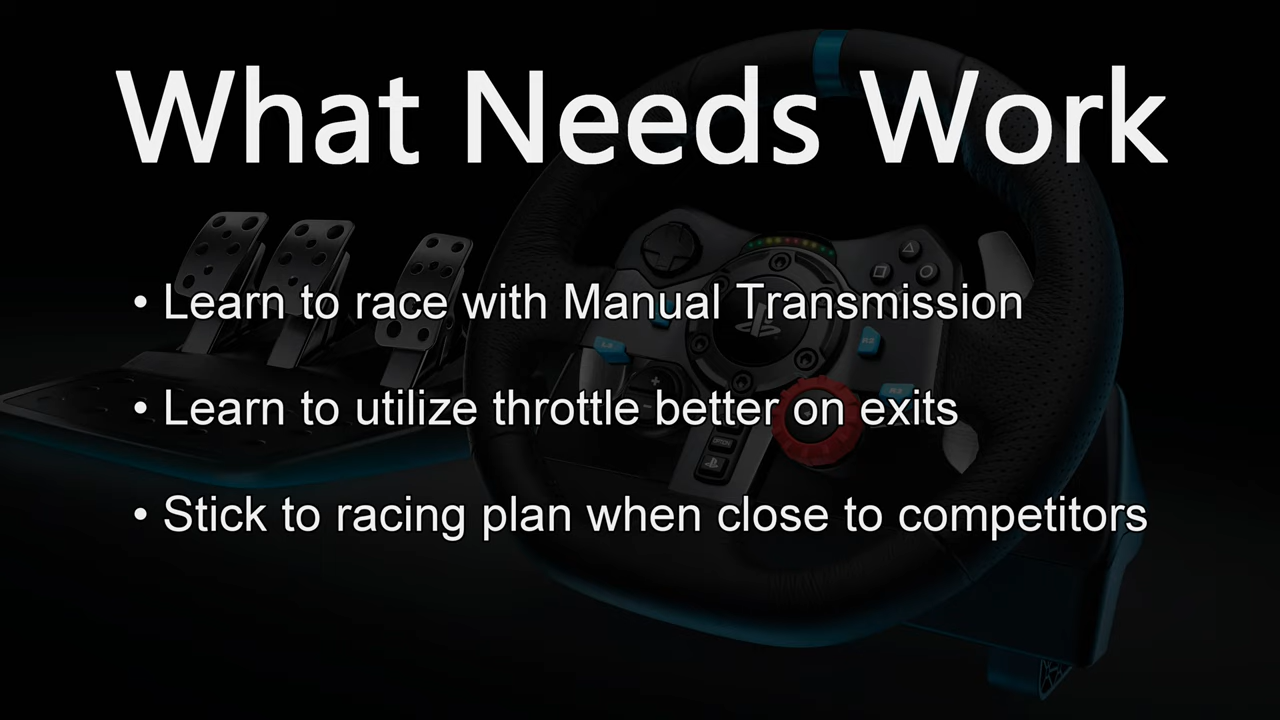 What Needs Work
• Learn to race with Manual Transmission
• Learn to utilize throttle better on exits
• Stick to racing plan when close to competitors
R2